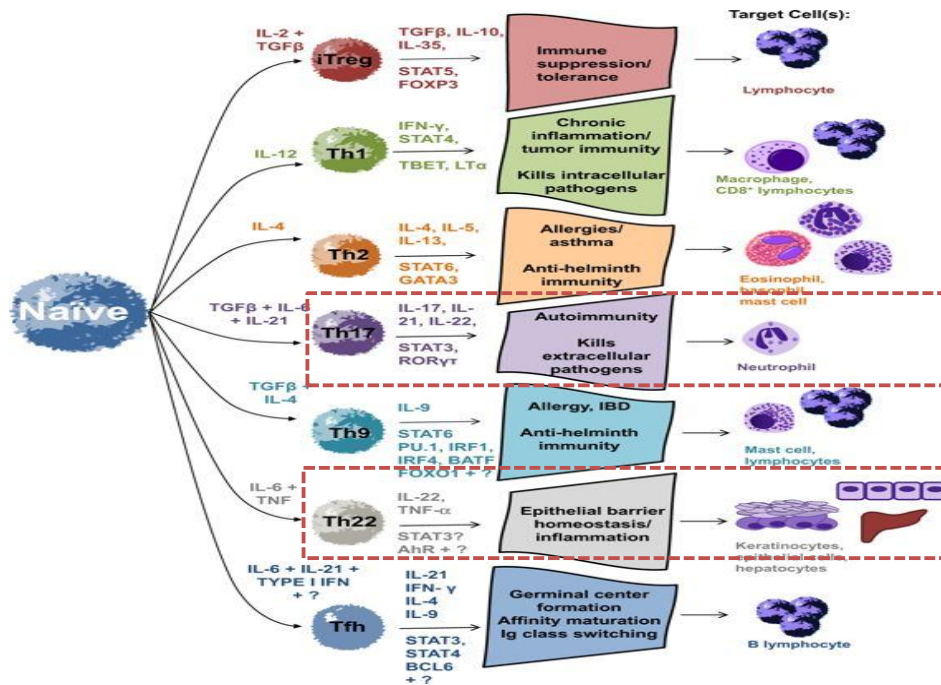 Target Cell(s):
IL-2 +
TGFβ
iTreg
TGFβ, IL-10,
IL-35,
STAT5,
FOXP3
Immune
suppression/
tolerance
Lymphocyte
IL-12
Th1
IFN-γ,
STAT4,
TBET, LTα
Chronic
inflammation/
tumor immunity
Kills intracellular
pathogens
Macrophage,
CD8⁺ lymphocytes
IL-4
Th2
IL-4, IL-5,
IL-13,
STAT6,
GATA3
Allergies/
asthma
Anti-helminth
immunity
Eosinophil,
basophil,
mast cell
Naïve
TGFβ + IL-6
+ IL-21
Th17
IL-17, IL-
21, IL-22,
STAT3,
RORγτ
Autoimmunity
Kills
extracellular
pathogens
Neutrophil
TGFβ +
IL-4
Th9
IL-9
STAT6
PU.1, IRF1,
IRF4, BATF
FOXO1 + ?
Allergy, IBD
Anti-helminth
immunity
Mast cell,
lymphocytes
IL-6 +
TNF
Th22
IL-22,
TNF-α
STAT3?
AhR + ?
Epithelial barrier
homeostasis/
inflammation
Keratinocytes,
epithelial cells,
hepatocytes
IL-6 + IL-21 +
TYPE I IFN
+ ?
Tfh
IL-21
IFN- γ
IL-4
IL-9
STAT3,
STAT4
BCL6
+ ?
Germinal center
formation
Affinity maturation
Ig class switching
B lymphocyte